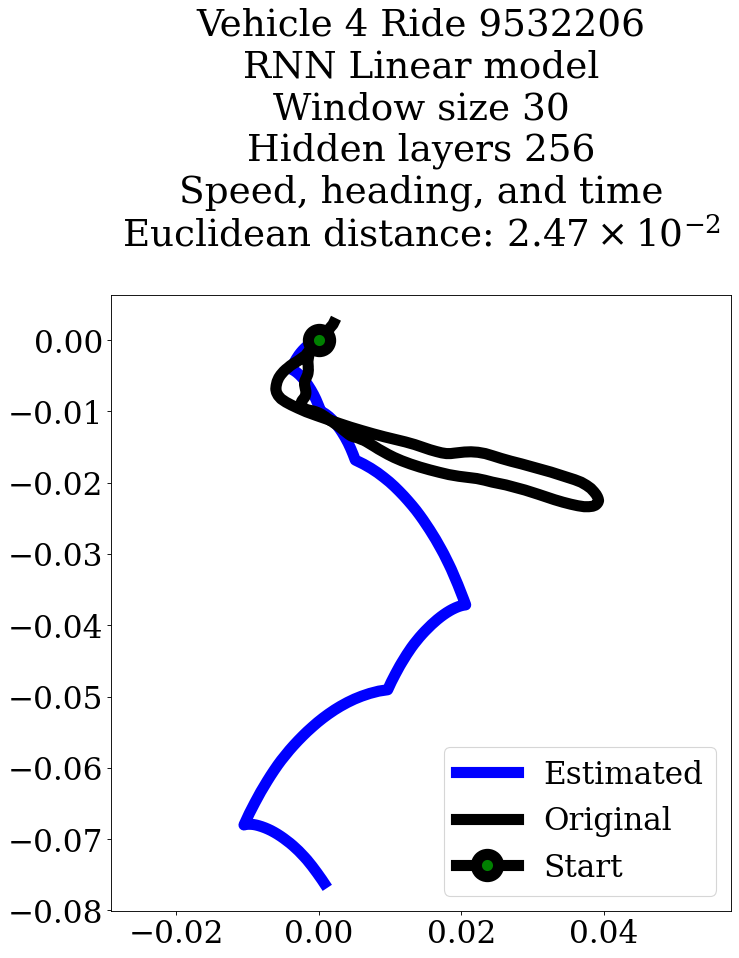 Vehicle 4 Ride 9532206
RNN Linear model
Window size 30
Hidden layers 256
Speed, heading, and time
Euclidean distance: 2.47 × 10⁻²
0.00
−0.01
−0.02
−0.03
−0.04
−0.05
−0.06
−0.07
−0.08
−0.02 0.00 0.02 0.04
Estimated
Original
Start